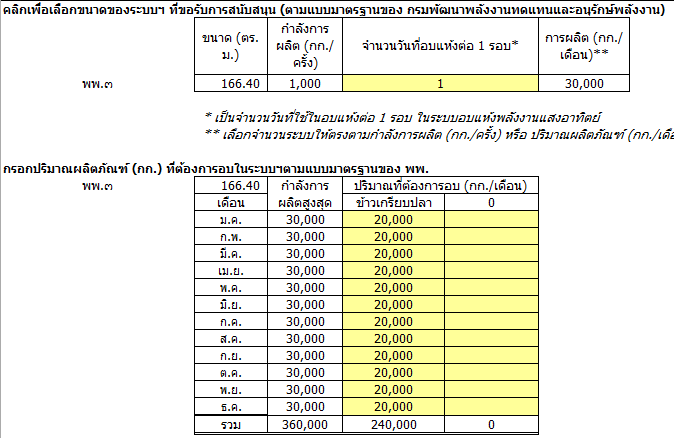 คลิกเพื่อเลือกขนาดของระบบฯ ที่ขอรับการสนับสนุน (ตามแบบมาตรฐานของ กรมพัฒนาพลังงานทดแทนและอนุรักษ์พลังงาน)
ขนาด (ตร.ม.) กำลังการผลิต (กก./ครั้ง) จำนวนวันที่อบแห้งต่อ 1 รอบ* การผลิต (กก./เดือน)**
พพ.๓ 166.40 1,000 1 30,000
* เป็นจำนวนวันที่ใช้ในอบแห้งต่อ 1 รอบ ในระบบอบแห้งพลังงานแสงอาทิตย์
** เลือกจำนวนระบบให้ตรงตามกำลังการผลิต (กก./ครั้ง) หรือ ปริมาณผลิตภัณฑ์ (กก./เดื
กรอกปริมาณผลิตภัณฑ์ (กก.) ที่ต้องการอบในระบบฯตามแบบมาตรฐานของ พพ.
พพ.๓ 166.40 กำลังการ ปริมาณที่ต้องการอบ (กก./เดือน)
เดือน ผลิตสูงสุด ข้าวเกรียบปลา 0
ม.ค. 30,000 20,000
ก.พ. 30,000 20,000
มี.ค. 30,000 20,000
เม.ย. 30,000 20,000
พ.ค. 30,000 20,000
มิ.ย. 30,000 20,000
ก.ค. 30,000 20,000
ส.ค. 30,000 20,000
ก.ย. 30,000 20,000
ต.ค. 30,000 20,000
พ.ย. 30,000 20,000
ธ.ค. 30,000 20,000
รวม 360,000 240,000 0